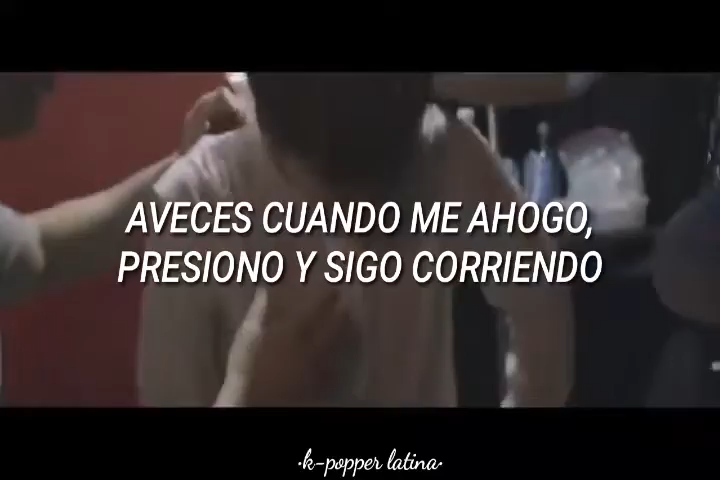 AVECES CUANDO ME AHOGO,
PRESIONO Y SIGO CORRIENDO
·k-popper latina·